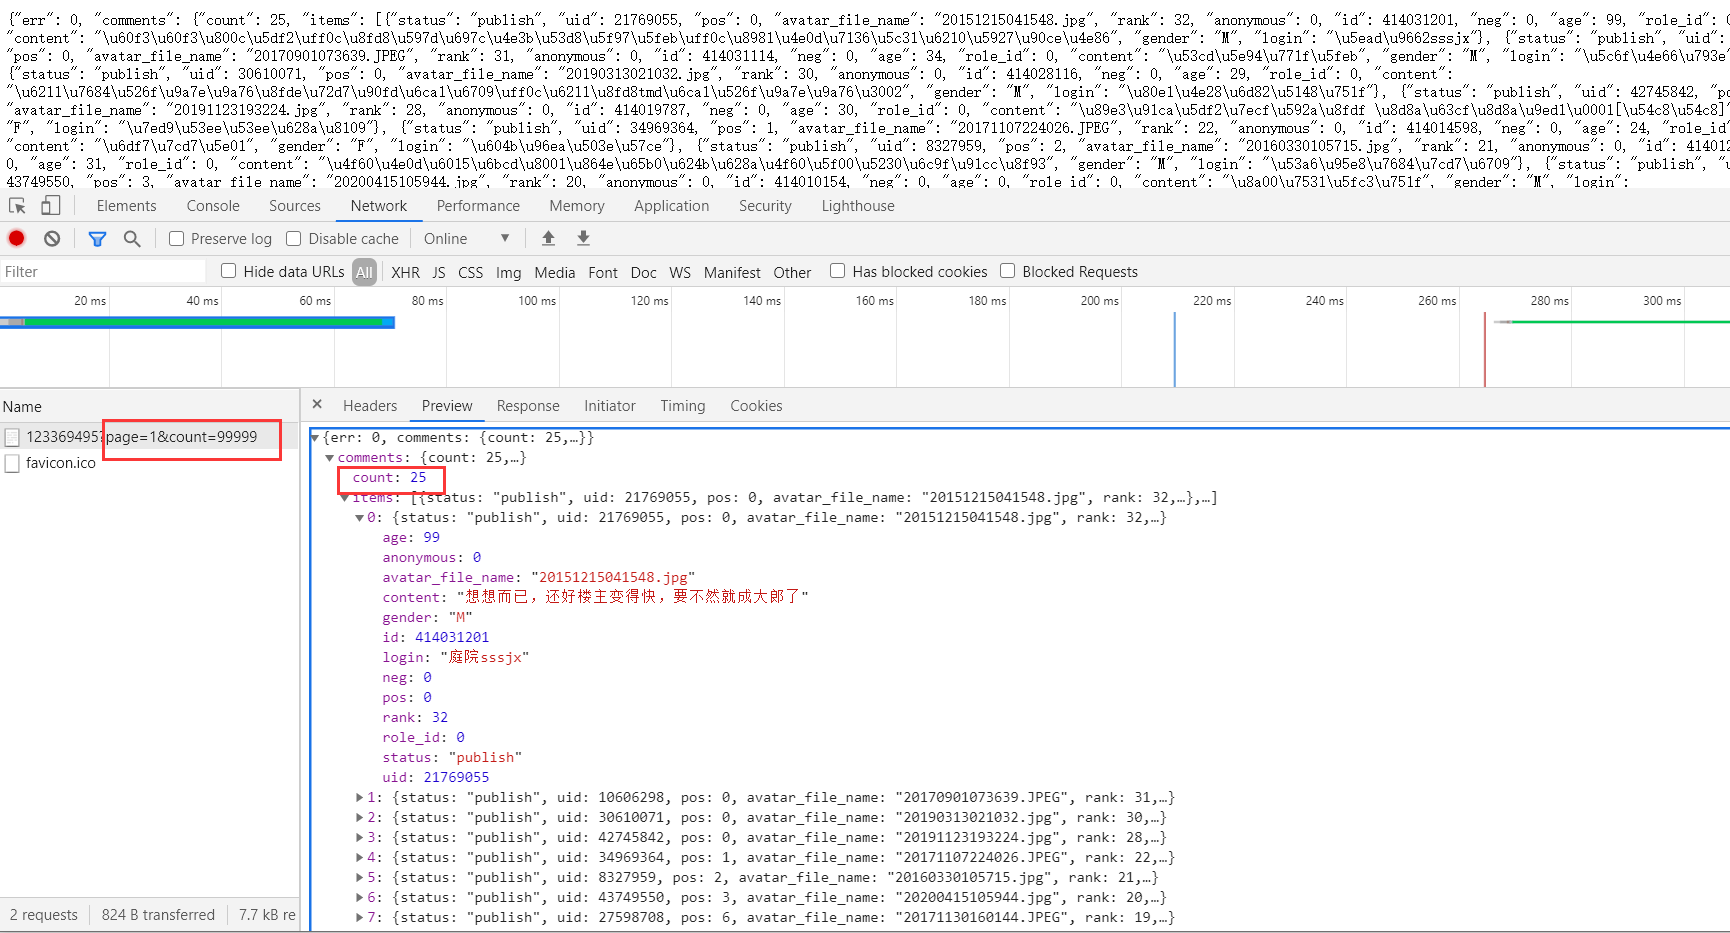 {"err": 0, "comments": {"count": 25, "items": [{"status": "publish", "uid": 21769055, "pos": 0, "avatar_file_name": "20151215041548.jpg", "rank": 32, "anonymous": 0, "id": 414031201, "neg": 0, "age": 99, "role_id": 0
"content": "\u60f3\u60f3\u800c\u5df2\uff0c\u8fd8\u597d\u697c\u4e3b\u53d8\u5f97\u5feb\uff0c\u8981\u4e0d\u7136\u5c31\u6210\u5927\u90ce\u4e86", "gender": "M", "login": "\u5ead\u9662sssjx"}, {"status": "publish", "uid":
"pos": 0, "avatar_file_name": "20170901073639.JPEG", "rank": 31, "anonymous": 0, "id": 414031114, "neg": 0, "age": 34, "role_id": 0, "content": "\u53cd\u5e94\u771f\u5feb", "gender": "M", "login": "\u5c6f\u4e66\u793e"
{"status": "publish", "uid": 30610071, "pos": 0, "avatar_file_name": "20190313021032.jpg", "rank": 30, "anonymous": 0, "id": 414028116, "neg": 0, "age": 29, "role_id": 0, "content":
"\u6211\u7684\u526f\u9a7e\u9a76\u8fde\u72d7\u90fd\u6ca1\u6709\uff0c\u6211\u8fd8tmd\u6ca1\u526f\u9a7e\u9a76\u3002", "gender": "M", "login": "\u80e1\u4e28\u6d82\u5148\u751f"}, {"status": "publish", "uid": 42745842, "po
"avatar_file_name": "20191123193224.jpg", "rank": 28, "anonymous": 0, "id": 414019787, "neg": 0, "age": 30, "role_id": 0, "content": "\u89e3\u91ca\u5df2\u7ecf\u592a\u8fdf \u8d8a\u63cf\u8d8a\u9ed1\u0001[\u54c8\u54c8]"
"F", "login": "\u7ed9\u53ee\u53ee\u628a\u8109"}, {"status": "publish", "uid": 34969364, "pos": 1, "avatar_file_name": "20171107224026.JPEG", "rank": 22, "anonymous": 0, "id": 414014598, "neg": 0, "age": 24, "role_id"
"content": "\u6df7\u7cd7\u5e01", "gender": "F", "login": "\u604b\u96ea\u503e\u57ce"}, {"status": "publish", "uid": 8327959, "pos": 2, "avatar_file_name": "20160330105715.jpg", "rank": 21, "anonymous": 0, "id": 414012
0, "age": 31, "role_id": 0, "content": "\u4f60\u4e0d\u6015\u6bcd\u8001\u864e\u65b0\u624b\u628a\u4f60\u5f00\u5230\u6c9f\u91cc\u8f93", "gender": "M", "login": "\u53a6\u95e8\u7684\u7cd7\u6709"}, {"status": "publish", "u
43749550, "pos": 3, "avatar_file_name": "20200415105944.jpg", "rank": 20, "anonymous": 0, "id": 414010154, "neg": 0, "age": 0, "role_id": 0, "content": "\u8a00\u7531\u5fc3\u751f", "gender": "M", "login":
Elements Console Sources Network Performance Memory Application Security Lighthouse
Preserve log Disable cache Online
Filter Hide data URLs All XHR JS CSS Img Media Font Doc WS Manifest Other Has blocked cookies Blocked Requests
20 ms 40 ms 60 ms 80 ms 100 ms 120 ms 140 ms 160 ms 180 ms 200 ms 220 ms 240 ms 260 ms 280 ms 300 ms
Name
123369495?page=1&count=99999
favicon.ico
2 requests 824 B transferred 7.7 kB re
Headers Preview Response Initiator Timing Cookies
{err: 0, comments: {count: 25,…}}
comments: {count: 25,…}
count: 25
items: [{status: "publish", uid: 21769055, pos: 0, avatar_file_name: "20151215041548.jpg", rank: 32,…},…]
0: {status: "publish", uid: 21769055, pos: 0, avatar_file_name: "20151215041548.jpg", rank: 32,…}
age: 99
anonymous: 0
avatar_file_name: "20151215041548.jpg"
content: "想想而已，还好楼主变得快，要不然就成大郎了"
gender: "M"
id: 414031201
login: "庭院sssjx"
neg: 0
pos: 0
rank: 32
role_id: 0
status: "publish"
uid: 21769055
1: {status: "publish", uid: 10606298, pos: 0, avatar_file_name: "20170901073639.JPEG", rank: 31,…}
2: {status: "publish", uid: 30610071, pos: 0, avatar_file_name: "20190313021032.jpg", rank: 30,…}
3: {status: "publish", uid: 42745842, pos: 0, avatar_file_name: "20191123193224.jpg", rank: 28,…}
4: {status: "publish", uid: 34969364, pos: 1, avatar_file_name: "20171107224026.JPEG", rank: 22,…}
5: {status: "publish", uid: 8327959, pos: 2, avatar_file_name: "20160330105715.jpg", rank: 21,…}
6: {status: "publish", uid: 43749550, pos: 3, avatar_file_name: "20200415105944.jpg", rank: 20,…}
7: {status: "publish", uid: 27598708, pos: 6, avatar_file_name: "20171130160144.JPEG", rank: 19,…}